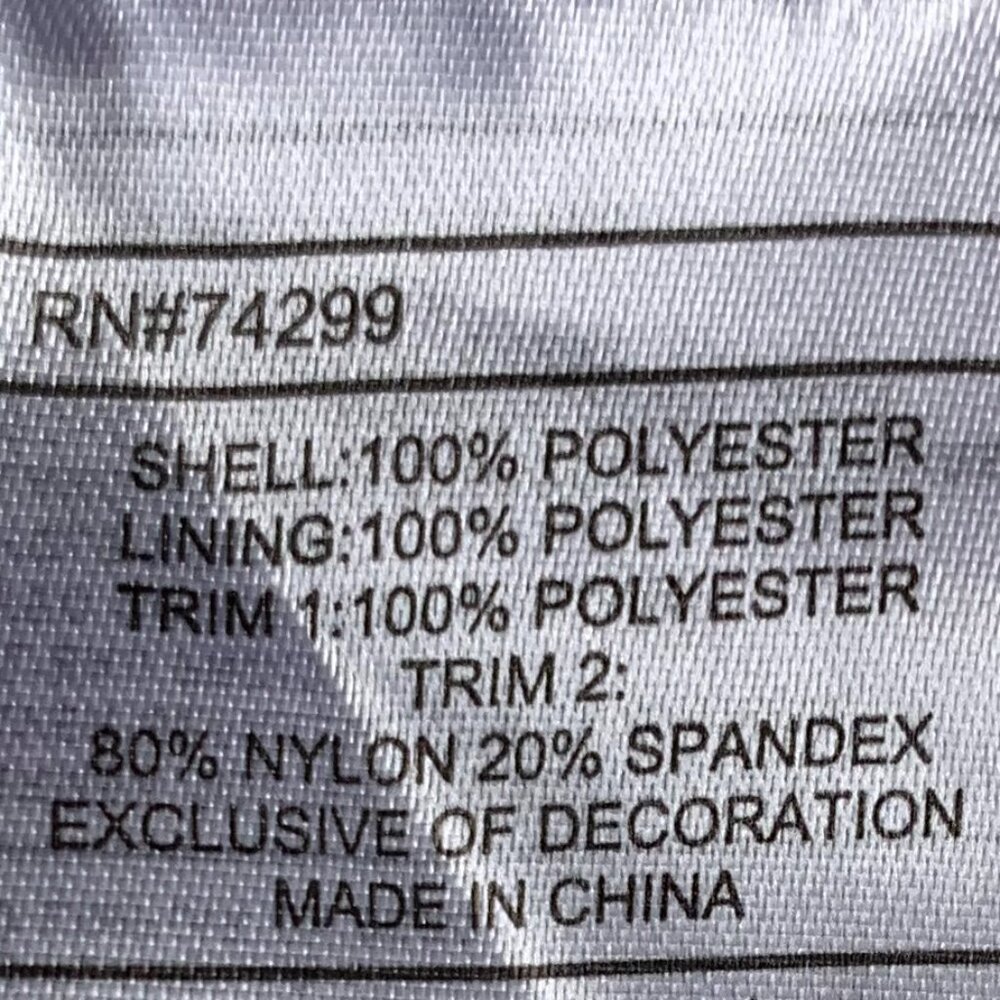 RN#74299
SHELL:100% POLYESTER
LINING:100% POLYESTER
TRIM 1:100% POLYESTER
TRIM 2:
80% NYLON 20% SPANDEX
EXCLUSIVE OF DECORATION
MADE IN CHINA